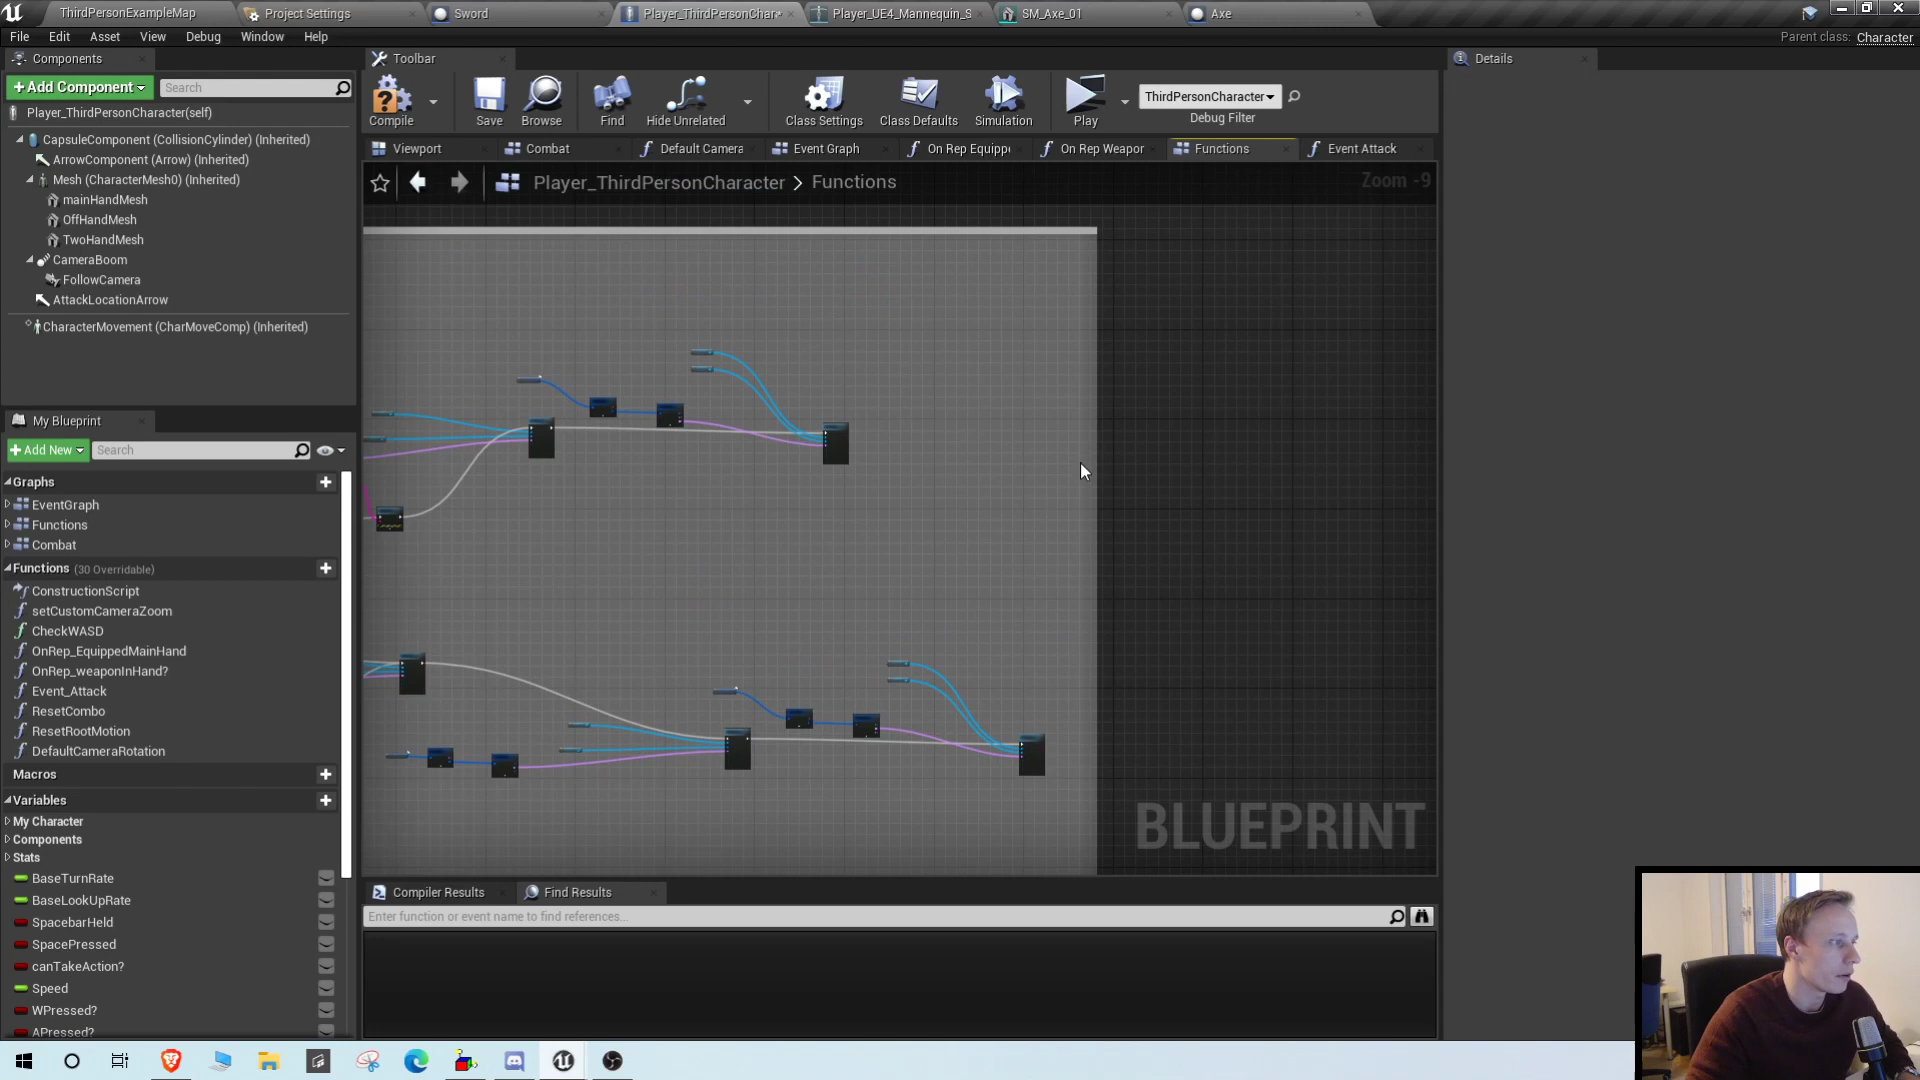 ThirdPersonExampleMap
Project Settings
Sword
Player_ThirdPersonChar
Player_UE4_Mannequin_S
SM_Axe_01
Axe
File
Edit
Asset
View
Debug
Window
Help
Parent class: Character
Components
+ Add Component
Search
Player_ThirdPersonCharacter(self)
CapsuleComponent (CollisionCylinder) (Inherited)
ArrowComponent (Arrow) (Inherited)
Mesh (CharacterMesh0) (Inherited)
mainHandMesh
OffHandMesh
TwoHandMesh
CameraBoom
FollowCamera
AttackLocationArrow
CharacterMovement (CharMoveComp) (Inherited)
Toolbar
Compile
Save
Browse
Find
Hide Unrelated
Class Settings
Class Defaults
Simulation
Play
ThirdPersonCharacter
Debug Filter
Details
Viewport
Combat
Default Camera
Event Graph
On Rep Equipp
On Rep Weapon
Functions
Event Attack
Player_ThirdPersonCharacter > Functions
Zoom -9
BLUEPRINT
My Blueprint
+ Add New
Search
Graphs
EventGraph
Functions
Combat
Functions (30 Overridable)
ConstructionScript
setCustomCameraZoom
CheckWASD
OnRep_EquippedMainHand
OnRep_weaponInHand?
Event_Attack
ResetCombo
ResetRootMotion
DefaultCameraRotation
Macros
Variables
My Character
Components
Stats
BaseTurnRate
BaseLookUpRate
SpacebarHeld
SpacePressed
canTakeAction?
Speed
WPressed?
APressed?
Compiler Results
Find Results
Enter function or event name to find references...